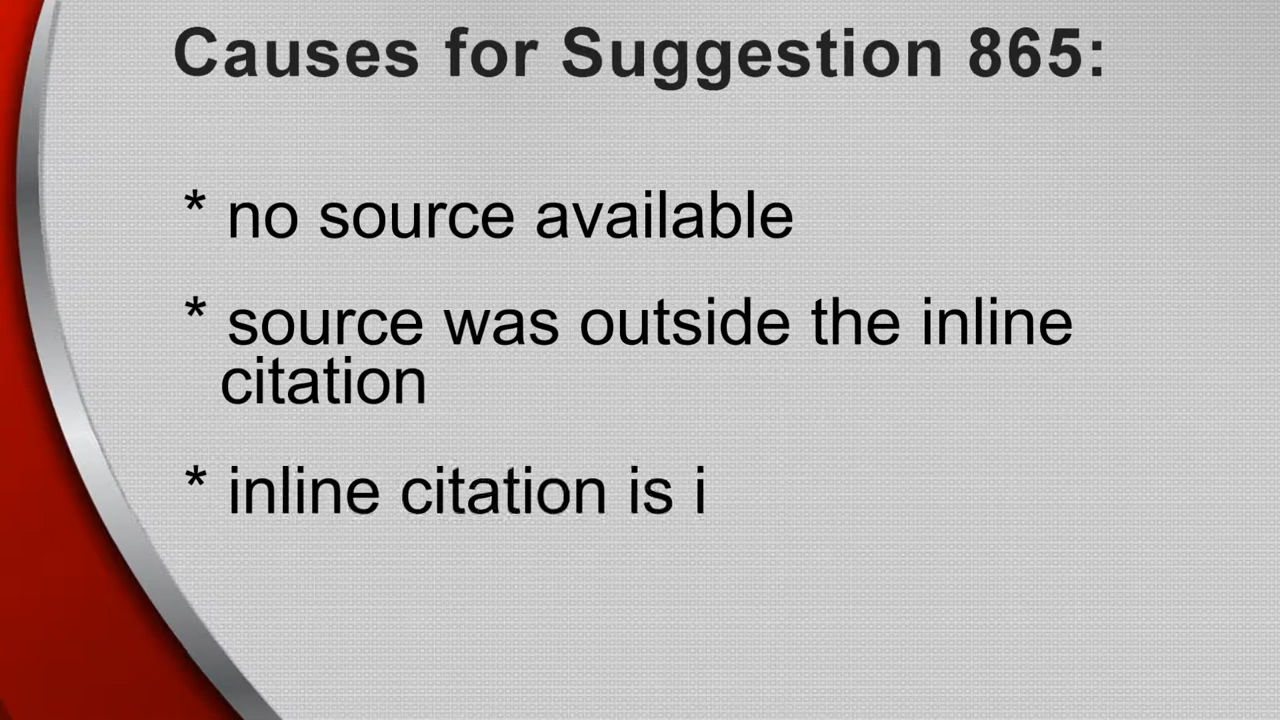 Causes for Suggestion 865:
* no source available
* source was outside the inline
citation
* inline citation is i